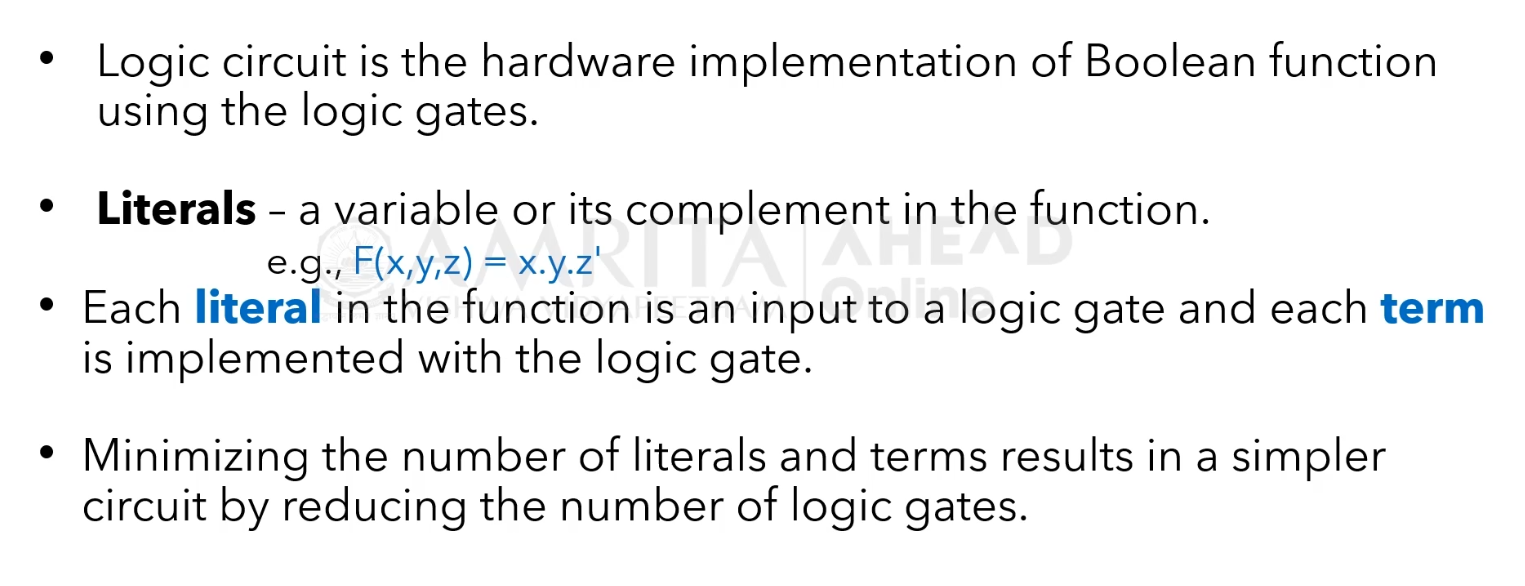 • Logic circuit is the hardware implementation of Boolean function
using the logic gates.
• Literals – a variable or its complement in the function.
e.g., F(x,y,z) = x.y.z'
AMRITA AHEAD
VISHWA VIDYAPEETHAM Online
• Each literal in the function is an input to a logic gate and each term
is implemented with the logic gate.
• Minimizing the number of literals and terms results in a simpler
circuit by reducing the number of logic gates.